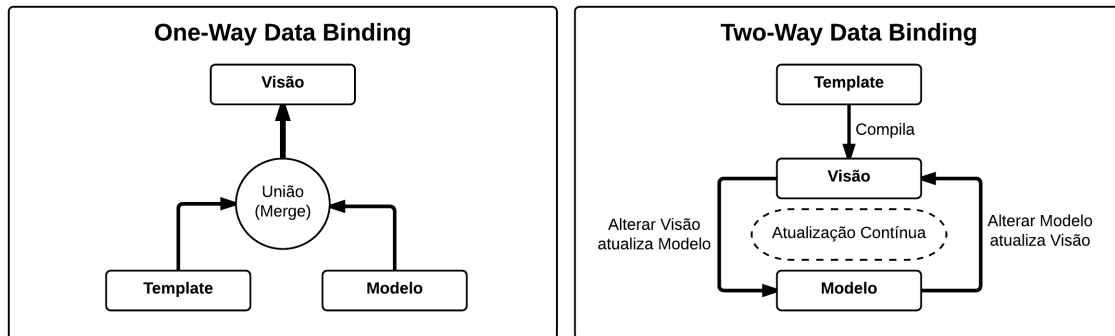 One-Way Data Binding
Visão
União
(Merge)
Template
Modelo
Two-Way Data Binding
Template
Compila
Visão
Alterar Visão
atualiza Modelo
Atualização Contínua
Alterar Modelo
atualiza Visão
Modelo